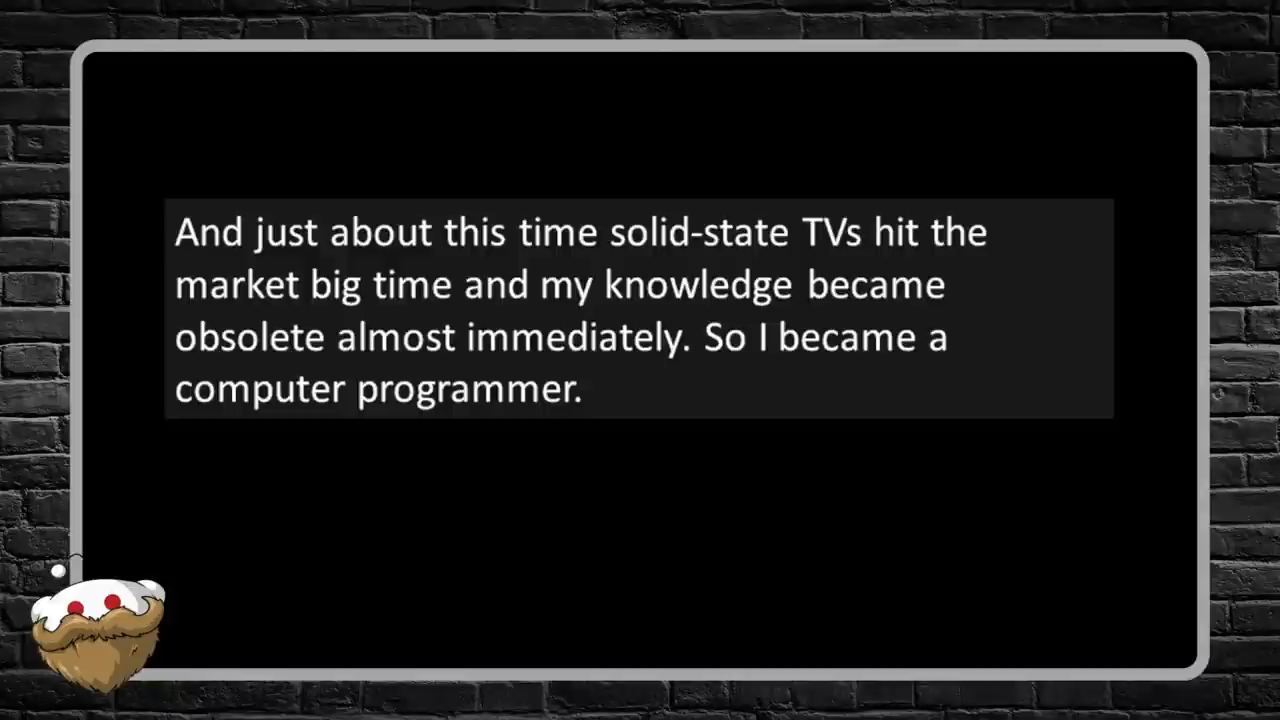 And just about this time solid-state TVs hit the
market big time and my knowledge became
obsolete almost immediately. So I became a
computer programmer.